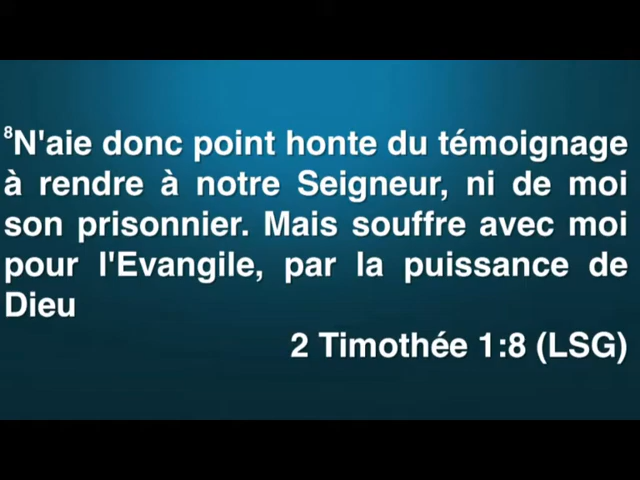 ⁸N'aie donc point honte du témoignage
à rendre à notre Seigneur, ni de moi
son prisonnier. Mais souffre avec moi
pour l'Evangile, par la puissance de
Dieu
2 Timothée 1:8 (LSG)